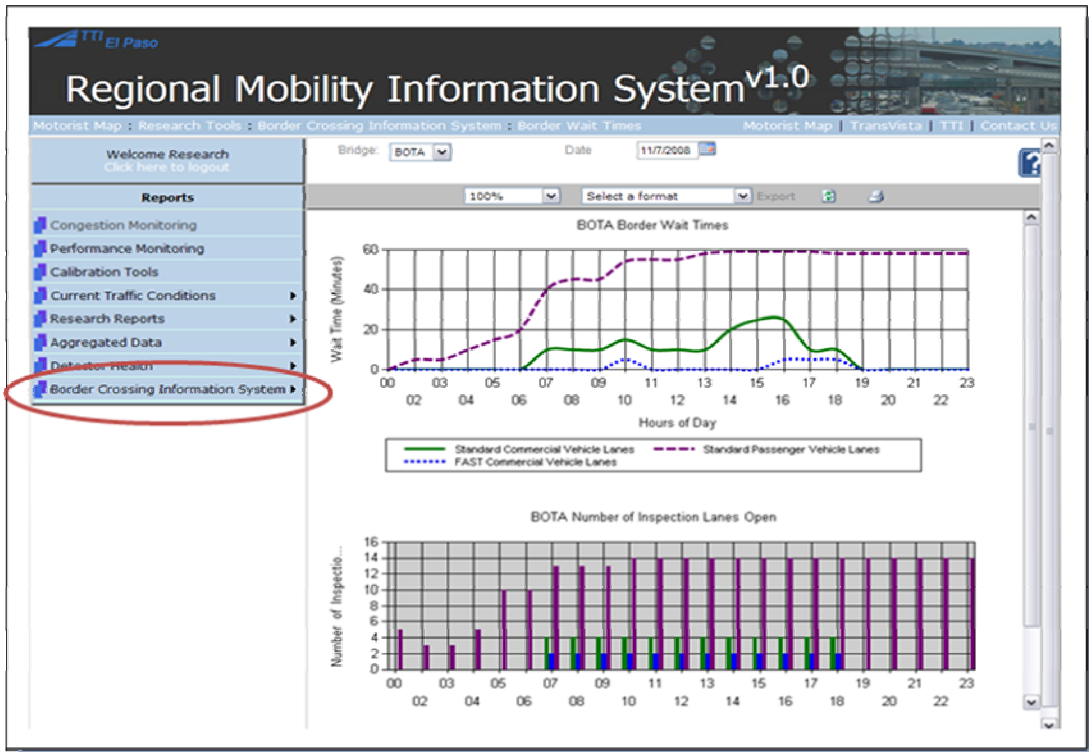 TTI El Paso
Regional Mobility Information System v1.0
Motorist Map : Research Tools : Border Crossing Information System : Border Wait Times
Motorist Map | TransVista | TTI | Contact Us
Welcome Research
Click here to logout
Reports
Congestion Monitoring
Performance Monitoring
Calibration Tools
Current Traffic Conditions
Research Reports
Aggregated Data
Detector Health
Border Crossing Information System
Bridge: BOTA Date 11/7/2008
?
100% Select a format Export
BOTA Border Wait Times
Wait Time (Minutes)
60
40
20
0
00 03 05 07 09 11 13 15 17 19 21 23
02 04 06 08 10 12 14 16 18 20 22
Hours of Day
Standard Commercial Vehicle Lanes Standard Passenger Vehicle Lanes
FAST Commercial Vehicle Lanes
BOTA Number of Inspection Lanes Open
Number of Inspectio...
16
14
12
10
8
6
4
2
0
00 03 05 07 09 11 13 15 17 19 21 23
02 04 06 08 10 12 14 16 18 20 22